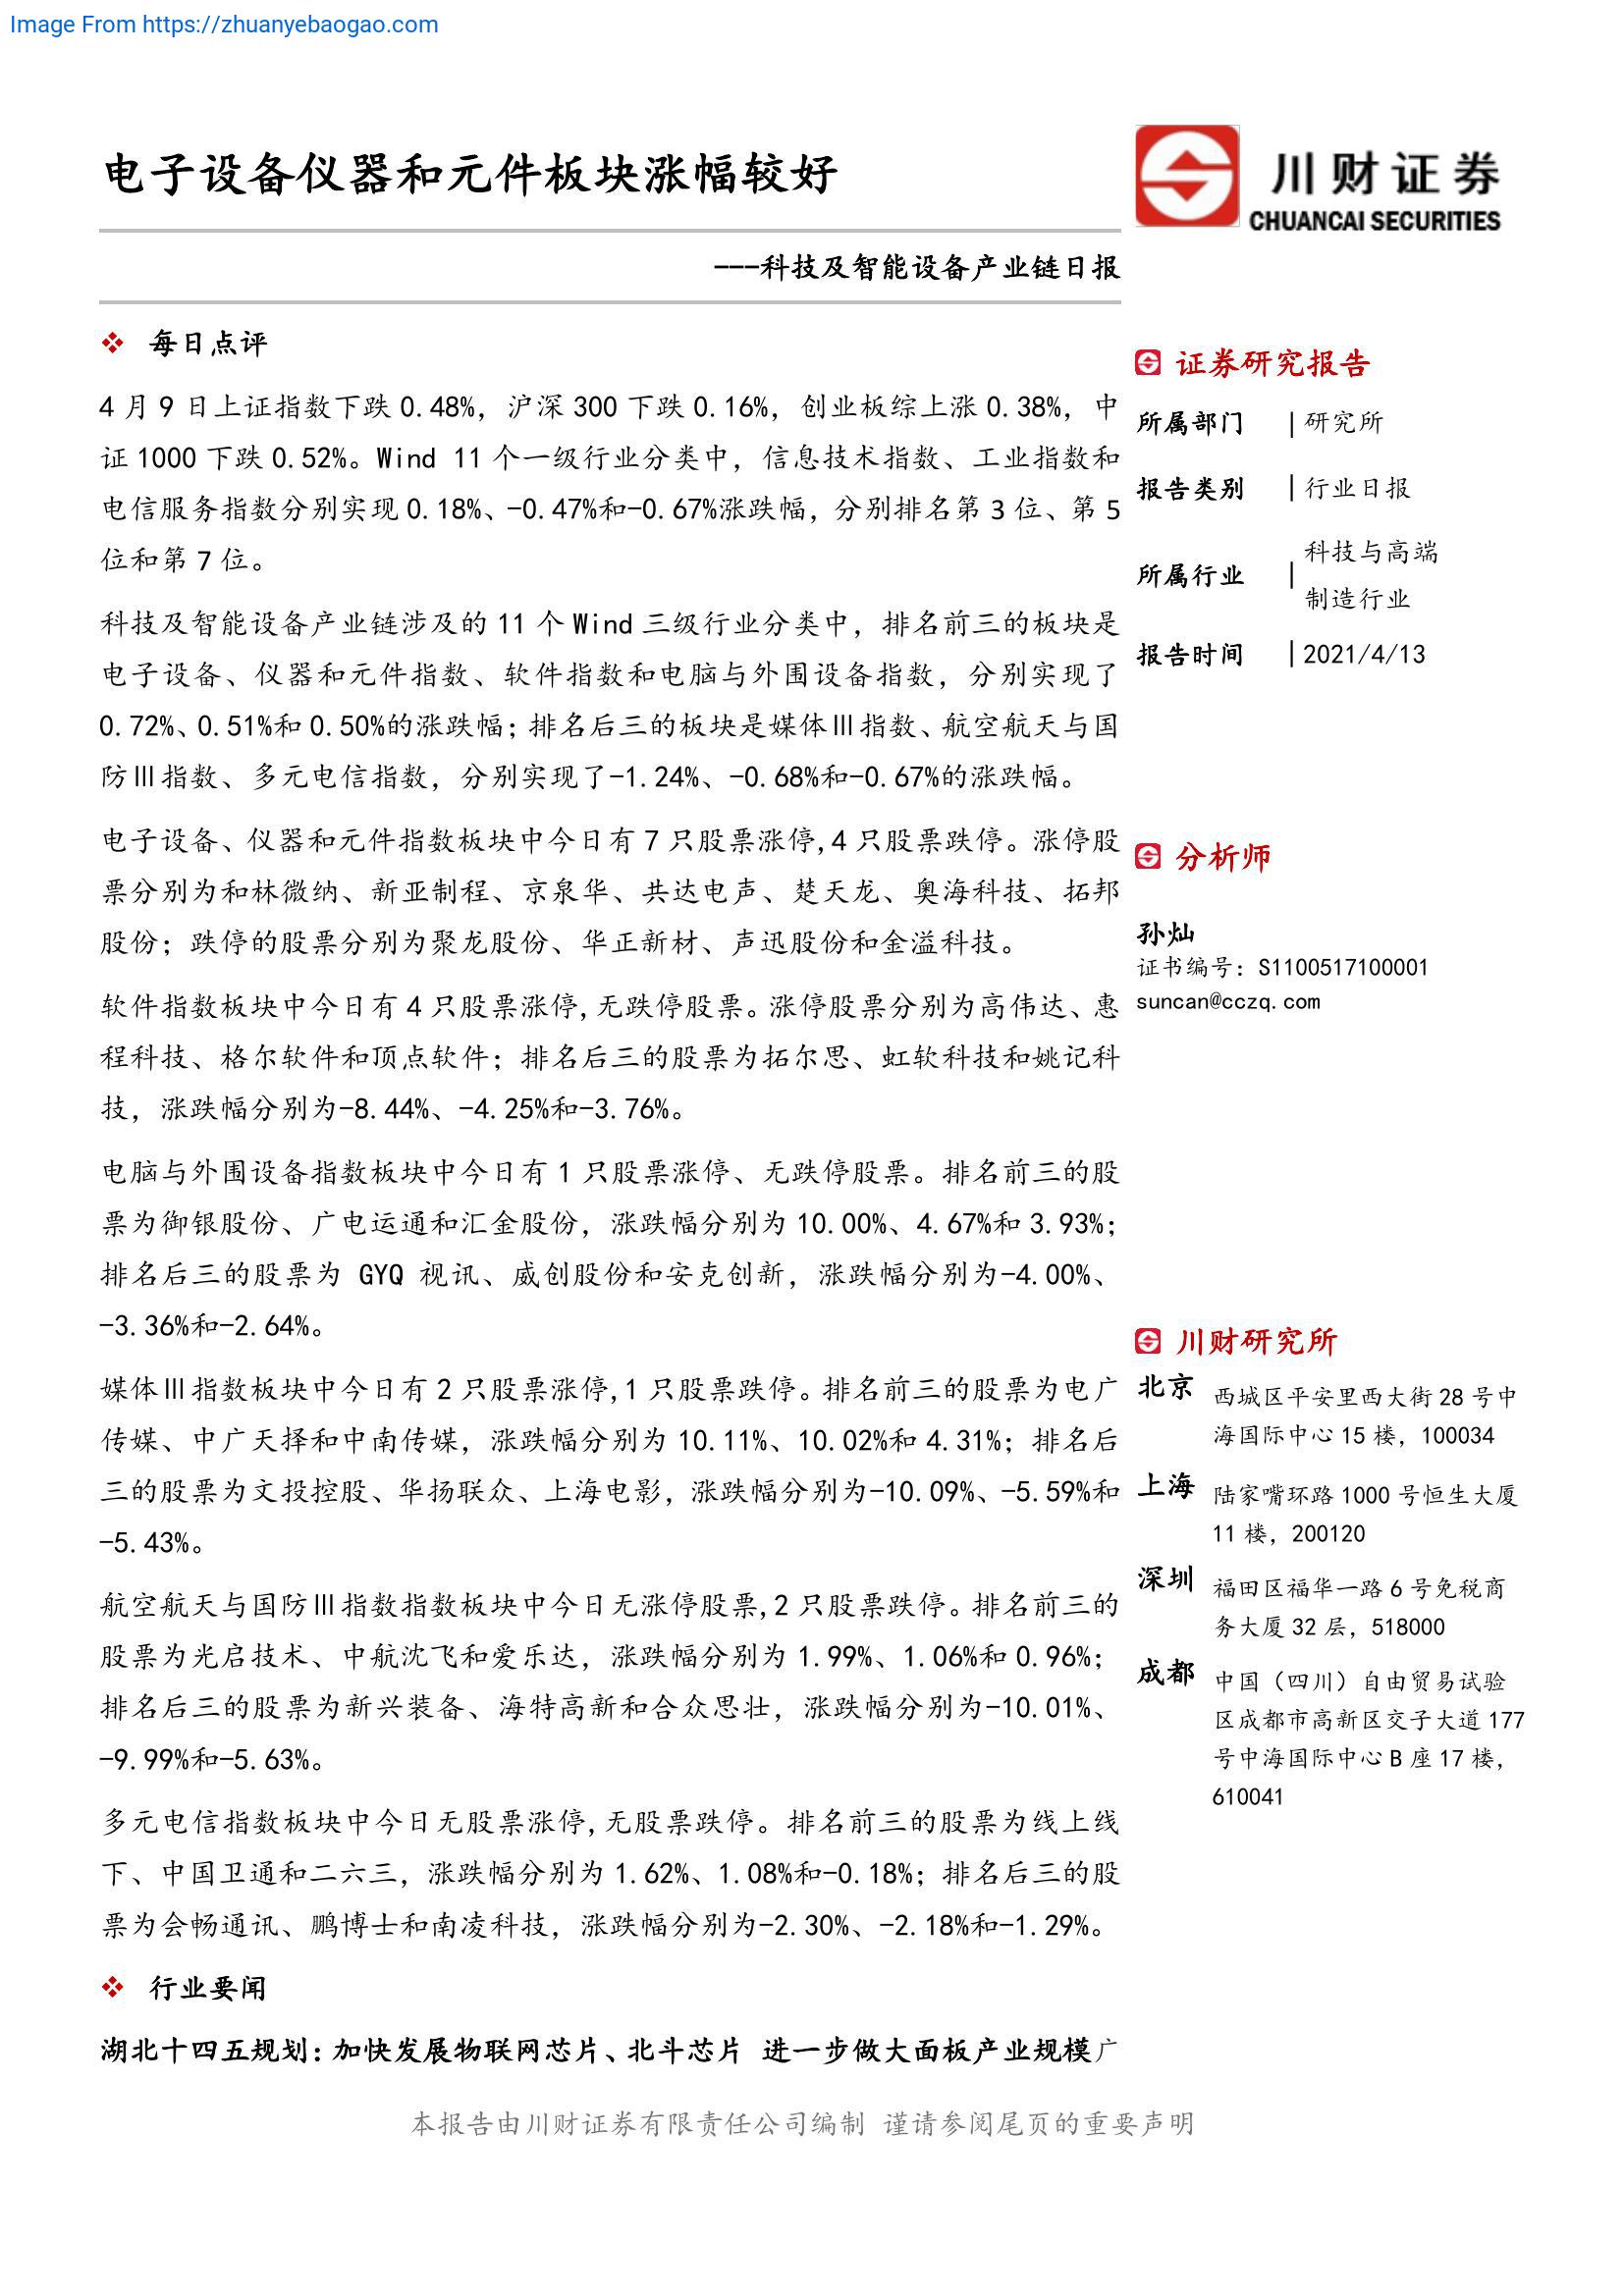 Image From https://zhuanyebaogao.com
电子设备仪器和元件板块涨幅较好
---科技及智能设备产业链日报
川财证券
CHUANCAI SECURITIES
每日点评
4 月 9 日上证指数下跌 0.48%，沪深 300 下跌 0.16%，创业板综上涨 0.38%，中
证 1000 下跌 0.52%。Wind 11 个一级行业分类中，信息技术指数、工业指数和
电信服务指数分别实现 0.18%、-0.47%和-0.67%涨跌幅，分别排名第 3 位、第 5
位和第 7 位。
科技及智能设备产业链涉及的 11 个 Wind 三级行业分类中，排名前三的板块是
电子设备、仪器和元件指数、软件指数和电脑与外围设备指数，分别实现了
0.72%、0.51%和 0.50%的涨跌幅；排名后三的板块是媒体Ⅲ指数、航空航天与国
防Ⅲ指数、多元电信指数，分别实现了-1.24%、-0.68%和-0.67%的涨跌幅。
电子设备、仪器和元件指数板块中今日有 7 只股票涨停,4 只股票跌停。涨停股
票分别为和林微纳、新亚制程、京泉华、共达电声、楚天龙、奥海科技、拓邦
股份；跌停的股票分别为聚龙股份、华正新材、声迅股份和金溢科技。
软件指数板块中今日有 4 只股票涨停,无跌停股票。涨停股票分别为高伟达、惠
程科技、格尔软件和顶点软件；排名后三的股票为拓尔思、虹软科技和姚记科
技，涨跌幅分别为-8.44%、-4.25%和-3.76%。
电脑与外围设备指数板块中今日有 1 只股票涨停、无跌停股票。排名前三的股
票为御银股份、广电运通和汇金股份，涨跌幅分别为 10.00%、4.67%和 3.93%；
排名后三的股票为 GYQ 视讯、威创股份和安克创新，涨跌幅分别为-4.00%、
-3.36%和-2.64%。
媒体Ⅲ指数板块中今日有 2 只股票涨停,1 只股票跌停。排名前三的股票为电广
传媒、中广天择和中南传媒，涨跌幅分别为 10.11%、10.02%和 4.31%；排名后
三的股票为文投控股、华扬联众、上海电影，涨跌幅分别为-10.09%、-5.59%和
-5.43%。
航空航天与国防Ⅲ指数指数板块中今日无涨停股票,2 只股票跌停。排名前三的
股票为光启技术、中航沈飞和爱乐达，涨跌幅分别为 1.99%、1.06%和 0.96%；
排名后三的股票为新兴装备、海特高新和合众思壮，涨跌幅分别为-10.01%、
-9.99%和-5.63%。
多元电信指数板块中今日无股票涨停,无股票跌停。排名前三的股票为线上线
下、中国卫通和二六三，涨跌幅分别为 1.62%、1.08%和-0.18%；排名后三的股
票为会畅通讯、鹏博士和南凌科技，涨跌幅分别为-2.30%、-2.18%和-1.29%。
行业要闻
湖北十四五规划：加快发展物联网芯片、北斗芯片 进一步做大面板产业规模广
证券研究报告
所属部门 | 研究所
报告类别 | 行业日报
所属行业 | 科技与高端
制造行业
报告时间 | 2021/4/13
分析师
孙灿
证书编号：S1100517100001
suncan@cczq.com
川财研究所
北京 西城区平安里西大街 28 号中
海国际中心 15 楼，100034
上海 陆家嘴环路 1000 号恒生大厦
11 楼，200120
深圳 福田区福华一路 6 号免税商
务大厦 32 层，518000
成都 中国（四川）自由贸易试验
区成都市高新区交子大道 177
号中海国际中心 B 座 17 楼，
610041
本报告由川财证券有限责任公司编制 谨请参阅尾页的重要声明